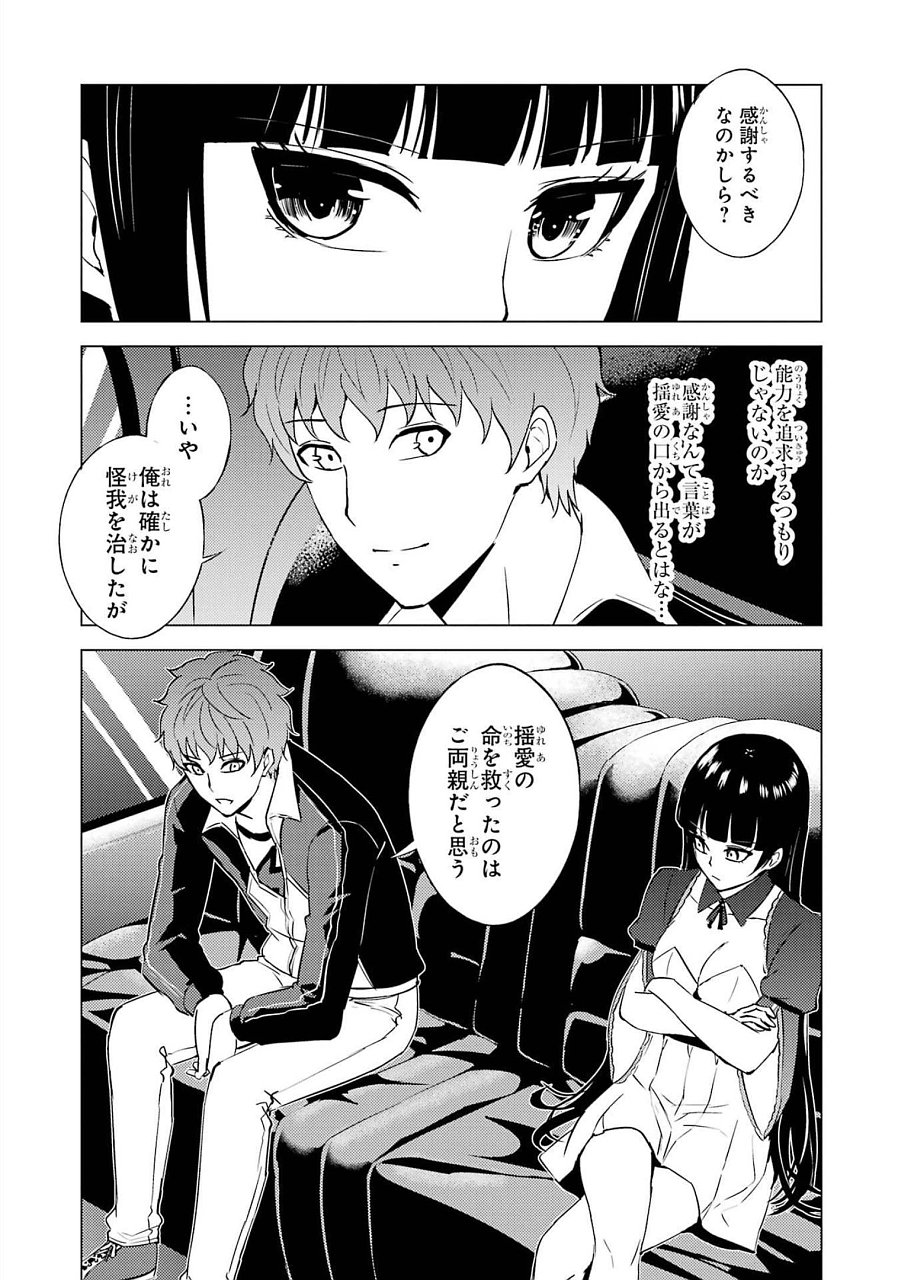 感謝するべき
なのかしら?
能力を追求するつもり
じゃないのか
感謝なんて言葉が
揺愛の口から出るとはな…
…いや
俺は確かに
怪我を治したが
揺愛の
命を救ったのは
ご両親だと思う